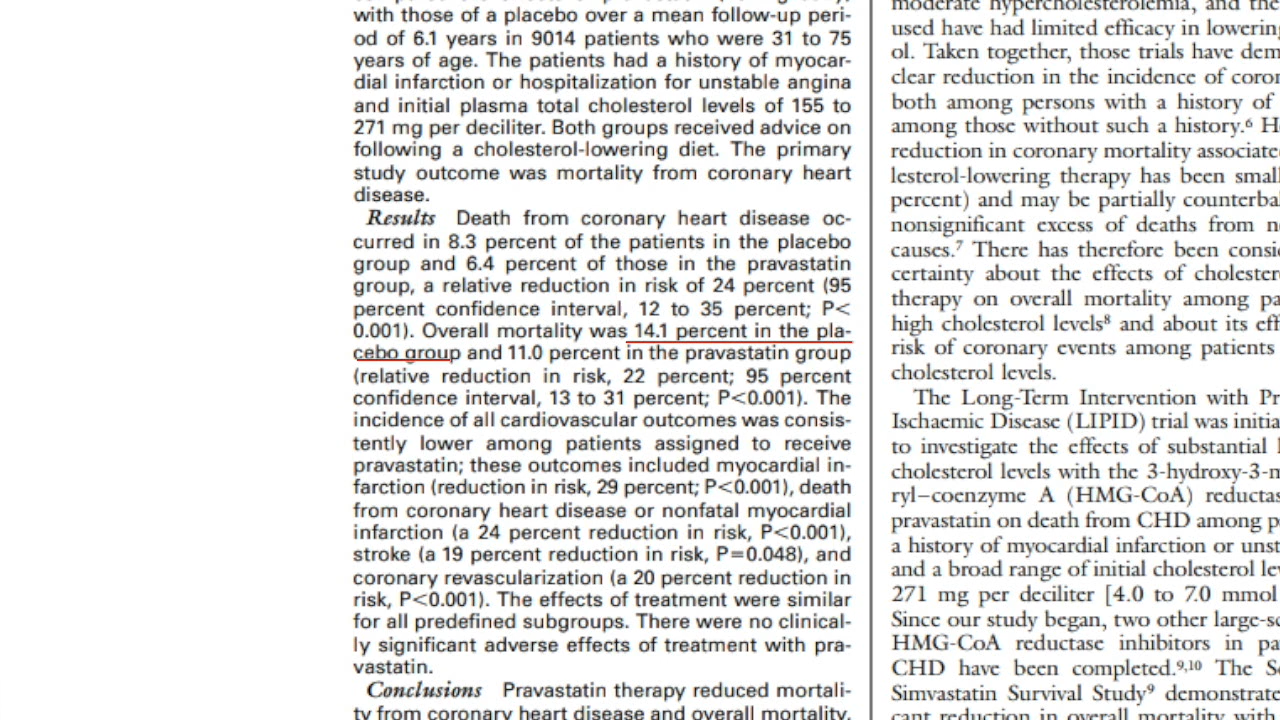 with those of a placebo over a mean follow-up peri-
od of 6.1 years in 9014 patients who were 31 to 75
years of age. The patients had a history of myocar-
dial infarction or hospitalization for unstable angina
and initial plasma total cholesterol levels of 155 to
271 mg per deciliter. Both groups received advice on
following a cholesterol-lowering diet. The primary
study outcome was mortality from coronary heart
disease.
Results Death from coronary heart disease oc-
curred in 8.3 percent of the patients in the placebo
group and 6.4 percent of those in the pravastatin
group, a relative reduction in risk of 24 percent (95
percent confidence interval, 12 to 35 percent; P<
0.001). Overall mortality was 14.1 percent in the pla-
cebo group and 11.0 percent in the pravastatin group
(relative reduction in risk, 22 percent; 95 percent
confidence interval, 13 to 31 percent; P<0.001). The
incidence of all cardiovascular outcomes was consis-
tently lower among patients assigned to receive
pravastatin; these outcomes included myocardial in-
farction (reduction in risk, 29 percent; P<0.001), death
from coronary heart disease or nonfatal myocardial
infarction (a 24 percent reduction in risk, P<0.001),
stroke (a 19 percent reduction in risk, P=0.048), and
coronary revascularization (a 20 percent reduction in
risk, P<0.001). The effects of treatment were similar
for all predefined subgroups. There were no clinical-
ly significant adverse effects of treatment with pra-
vastatin.
Conclusions Pravastatin therapy reduced mortali-
ty from coronary heart disease and overall mortality,
moderate hypercholesterolemia, and the
used have had limited efficacy in lowering
ol. Taken together, those trials have dem
clear reduction in the incidence of coron
both among persons with a history of
among those without such a history.⁶ H
reduction in coronary mortality associate
lesterol-lowering therapy has been small
percent) and may be partially counterbal
nonsignificant excess of deaths from n
causes.⁷ There has therefore been consi
certainty about the effects of cholester
therapy on overall mortality among pa
high cholesterol levels⁸ and about its eff
risk of coronary events among patients
cholesterol levels.
The Long-Term Intervention with Pr
Ischaemic Disease (LIPID) trial was initia
to investigate the effects of substantial
cholesterol levels with the 3-hydroxy-3-m
ryl–coenzyme A (HMG-CoA) reductas
pravastatin on death from CHD among p
a history of myocardial infarction or unst
and a broad range of initial cholesterol lev
271 mg per deciliter [4.0 to 7.0 mmol
Since our study began, two other large-sc
HMG-CoA reductase inhibitors in pa
CHD have been completed.⁹,¹⁰ The Sc
Simvastatin Survival Study⁹ demonstrate
cant reduction in overall mortality with